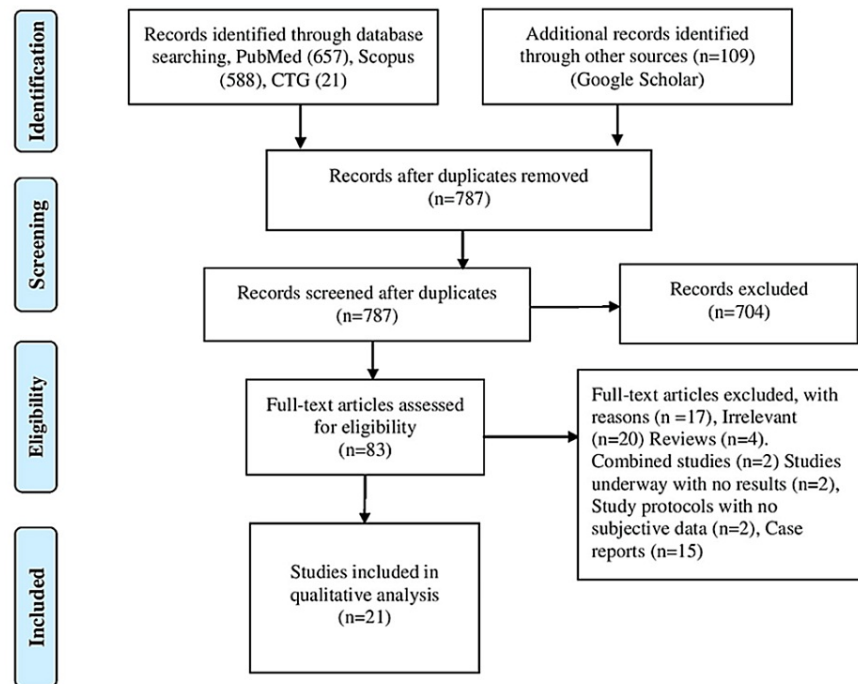 Identification
Records identified through database
searching, PubMed (657), Scopus
(588), CTG (21)
Additional records identified
through other sources (n=109)
(Google Scholar)
Records after duplicates removed
(n=787)
Screening
Records screened after duplicates
(n=787)
Records excluded
(n=704)
Eligibility
Full-text articles assessed
for eligibility
(n=83)
Full-text articles excluded, with
reasons (n =17), Irrelevant
(n=20) Reviews (n=4).
Combined studies (n=2) Studies
underway with no results (n=2),
Study protocols with no
subjective data (n=2), Case
reports (n=15)
Included
Studies included in
qualitative analysis
(n=21)